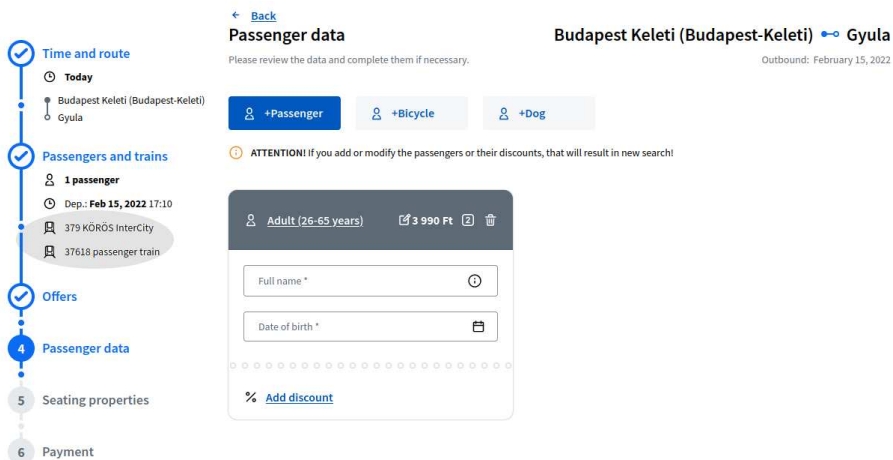 Back
Passenger data
Budapest Keleti (Budapest-Keleti) Gyula
Please review the data and complete them if necessary.
Outbound: February 15, 2022
Time and route
Today
Budapest Keleti (Budapest-Keleti)
Gyula
Passengers and trains
1 passenger
Dep.: Feb 15, 2022 17:10
379 KÖRÖS InterCity
37618 passenger train
Offers
4 Passenger data
5 Seating properties
6 Payment
+Passenger
+Bicycle
+Dog
ATTENTION! If you add or modify the passengers or their discounts, that will result in new search!
Adult (26-65 years) 3 990 Ft 2
Full name *
Date of birth *
Add discount